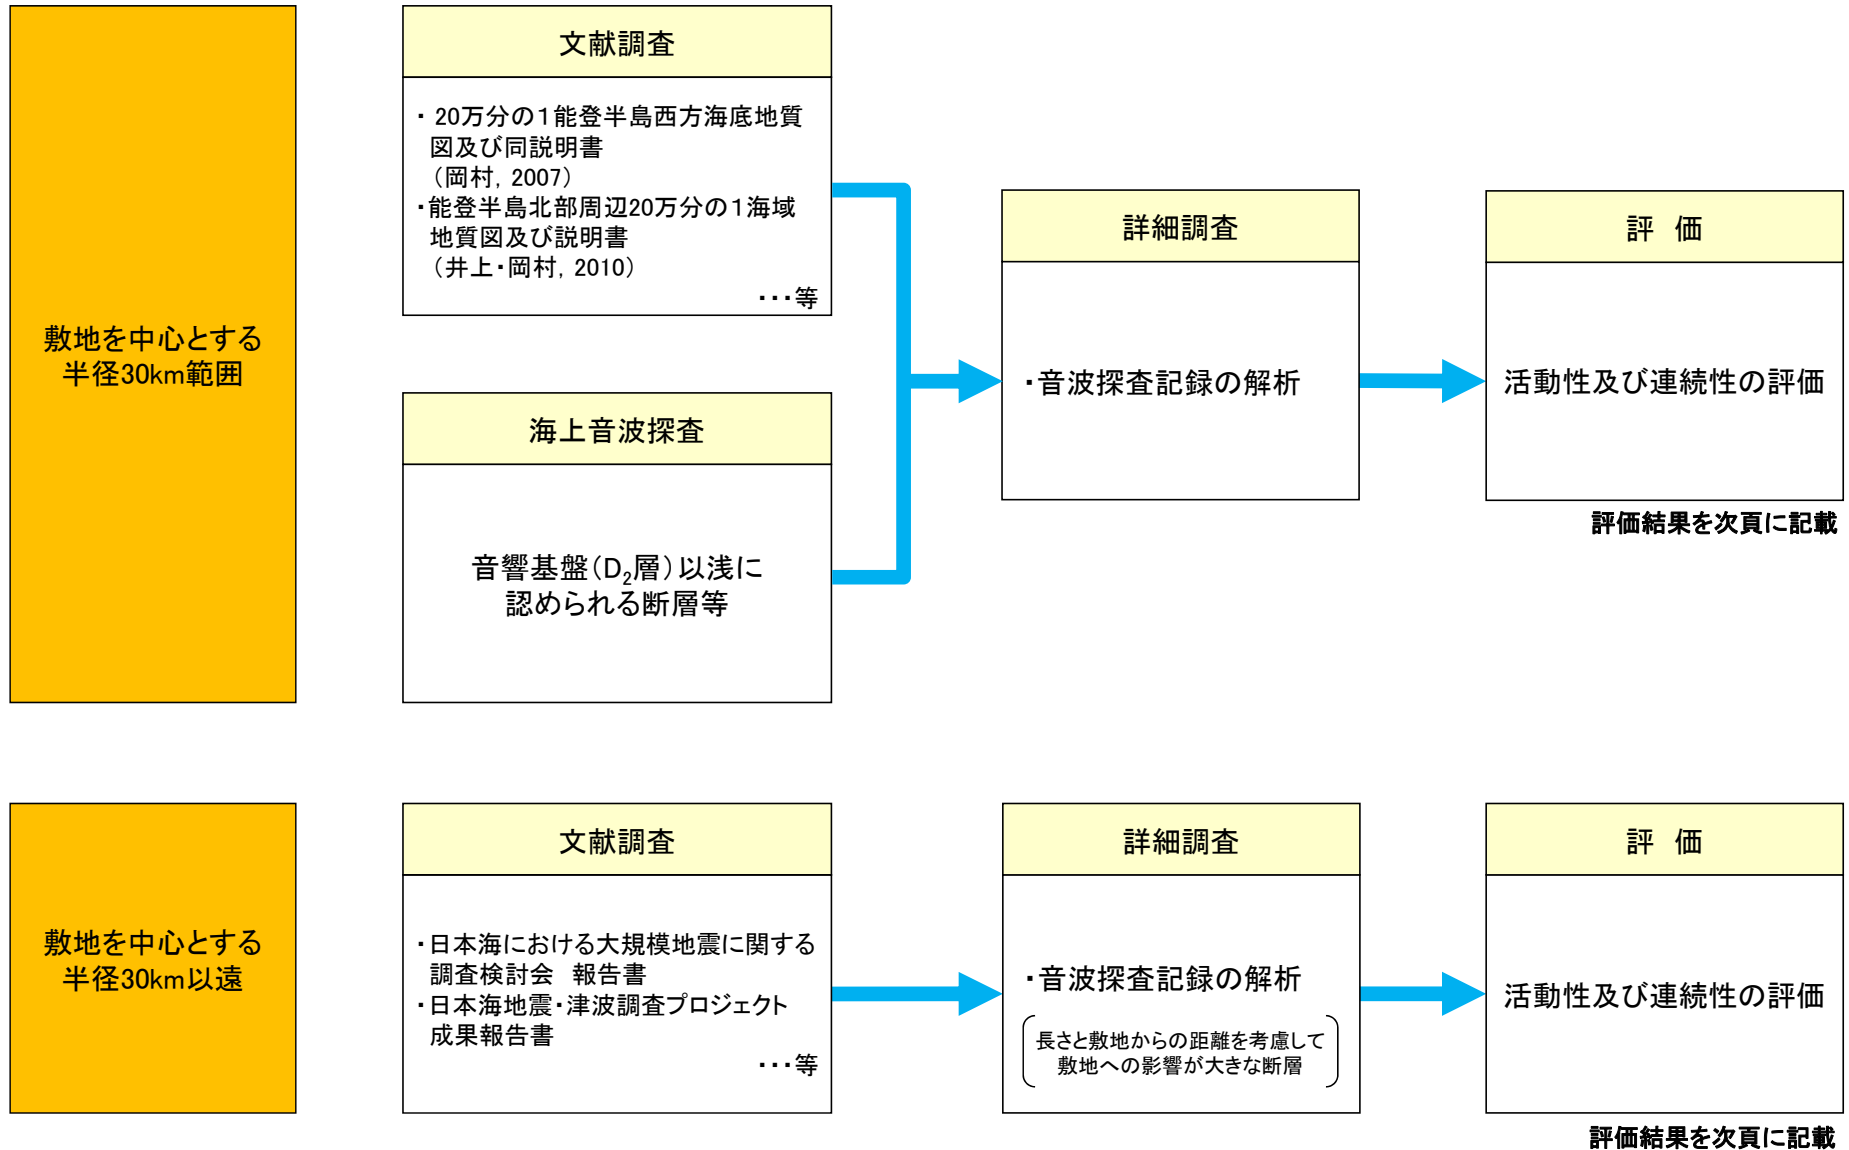 敷地を中心とする
半径30km範囲
文献調査
・ 20万分の1能登半島西方海底地質
図及び同説明書
（岡村，2007）
・能登半島北部周辺20万分の1海域
地質図及び説明書
（井上・岡村，2010）
・・・等
海上音波探査
音響基盤（D₂層）以浅に
認められる断層等
詳細調査
・音波探査記録の解析
評　価
活動性及び連続性の評価
評価結果を次頁に記載
敷地を中心とする
半径30km以遠
文献調査
・日本海における大規模地震に関する
調査検討会　報告書
・日本海地震・津波調査プロジェクト
成果報告書
・・・等
詳細調査
・音波探査記録の解析
長さと敷地からの距離を考慮して
敷地への影響が大きな断層
評　価
活動性及び連続性の評価
評価結果を次頁に記載